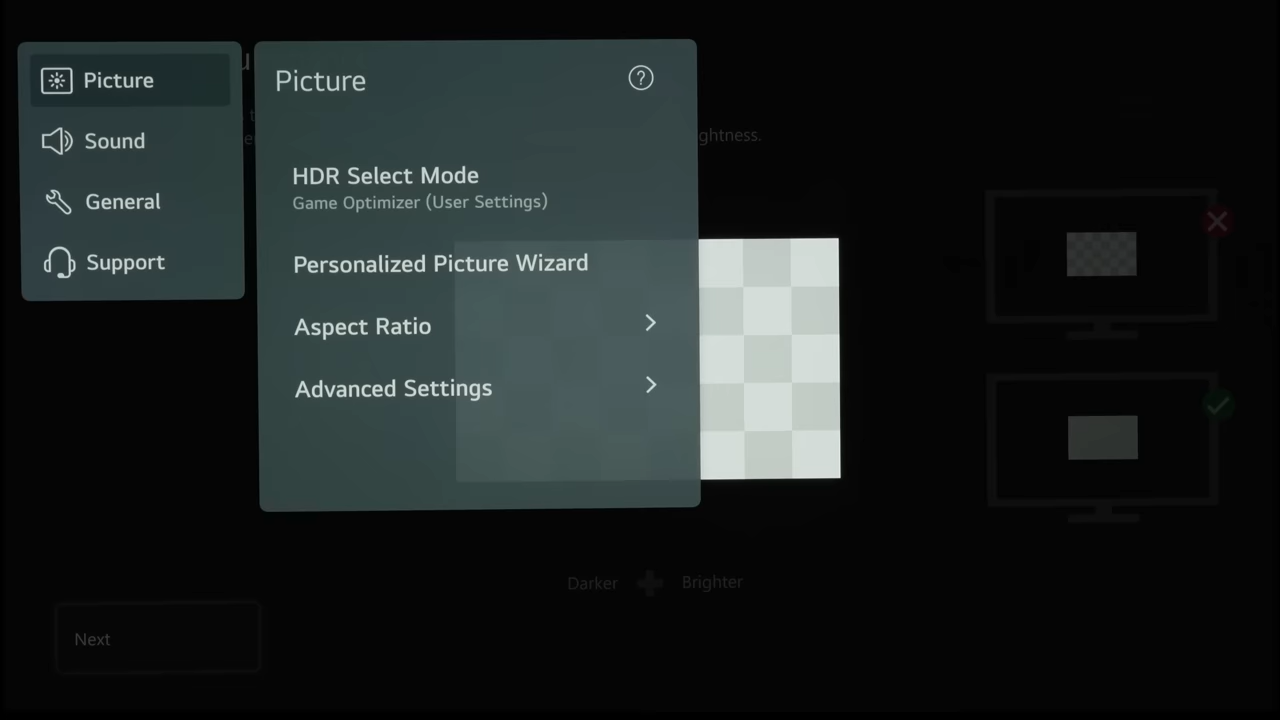 Picture
Sound
General
Support
Picture
HDR Select Mode
Game Optimizer (User Settings)
Personalized Picture Wizard
Aspect Ratio
Advanced Settings
Darker
Brighter
Next